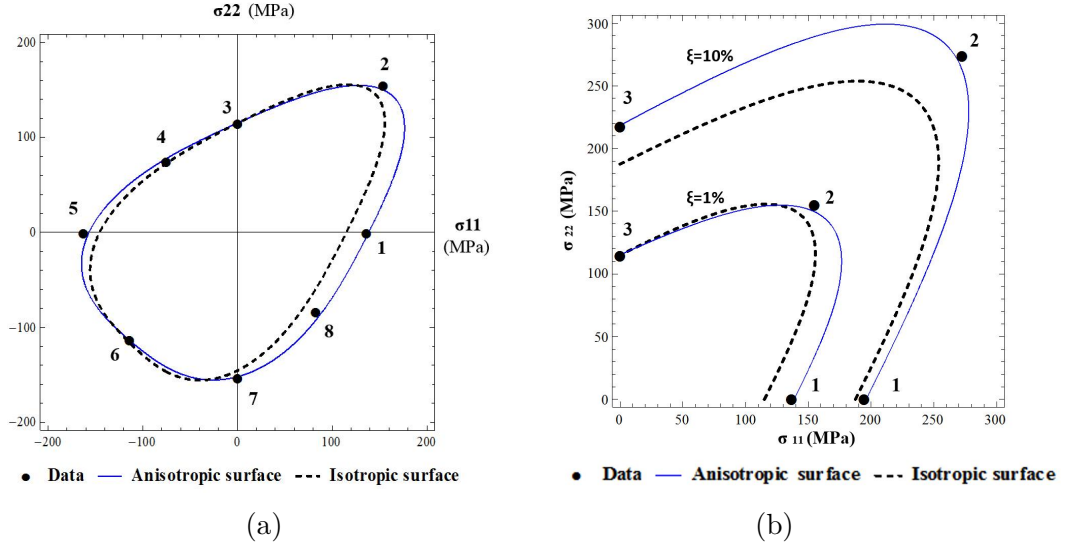 σ22 (MPa)
200
100
0
−100
−200
−200
−100
0
100
200
1
2
3
4
5
6
7
8
σ11
(MPa)
Data
Anisotropic surface
Isotropic surface
(a)
300
250
200
150
100
50
0
σ 22 (MPa)
ξ=10%
ξ=1%
2
3
2
3
1
1
0
50
100
150
200
250
300
σ 11 (MPa)
Data
Anisotropic surface
Isotropic surface
(b)